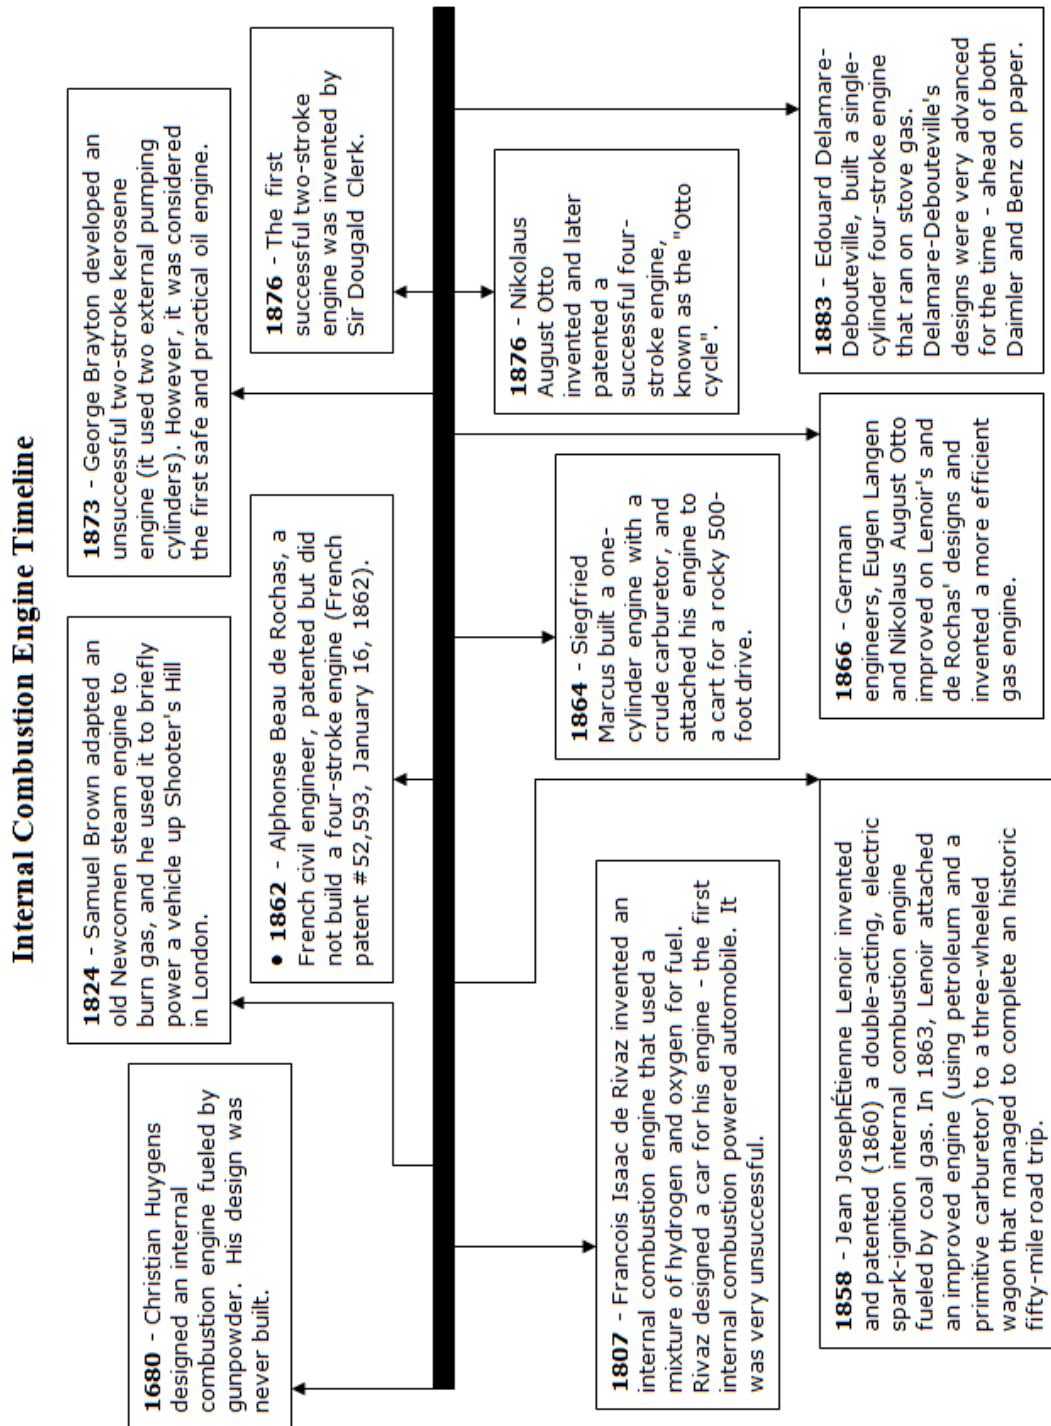 Internal Combustion Engine Timeline
1680 - Christian Huygens
designed an internal
combustion engine fueled by
gunpowder. His design was
never built.
1824 - Samuel Brown adapted an
old Newcomen steam engine to
burn gas, and he used it to briefly
power a vehicle up Shooter's Hill
in London.
1873 - George Brayton developed an
unsuccessful two-stroke kerosene
engine (it used two external pumping
cylinders). However, it was considered
the first safe and practical oil engine.
• 1862 - Alphonse Beau de Rochas, a
French civil engineer, patented but did
not build a four-stroke engine (French
patent #52,593, January 16, 1862).
1876 - The first
successful two-stroke
engine was invented by
Sir Dougald Clerk.
1807 - Francois Isaac de Rivaz invented an
internal combustion engine that used a
mixture of hydrogen and oxygen for fuel.
Rivaz designed a car for his engine - the first
internal combustion powered automobile. It
was very unsuccessful.
1864 - Siegfried
Marcus built a one-
cylinder engine with a
crude carburetor, and
attached his engine to
a cart for a rocky 500-
foot drive.
1876 - Nikolaus
August Otto
invented and later
patented a
successful four-
stroke engine,
known as the "Otto
cycle".
1858 - Jean JosephÉtienne Lenoir invented
and patented (1860) a double-acting, electric
spark-ignition internal combustion engine
fueled by coal gas. In 1863, Lenoir attached
an improved engine (using petroleum and a
primitive carburetor) to a three-wheeled
wagon that managed to complete an historic
fifty-mile road trip.
1866 - German
engineers, Eugen Langen
and Nikolaus August Otto
improved on Lenoir's and
de Rochas' designs and
invented a more efficient
gas engine.
1883 - Edouard Delamare-
Debouteville, built a single-
cylinder four-stroke engine
that ran on stove gas.
Delamare-Debouteville's
designs were very advanced
for the time - ahead of both
Daimler and Benz on paper.